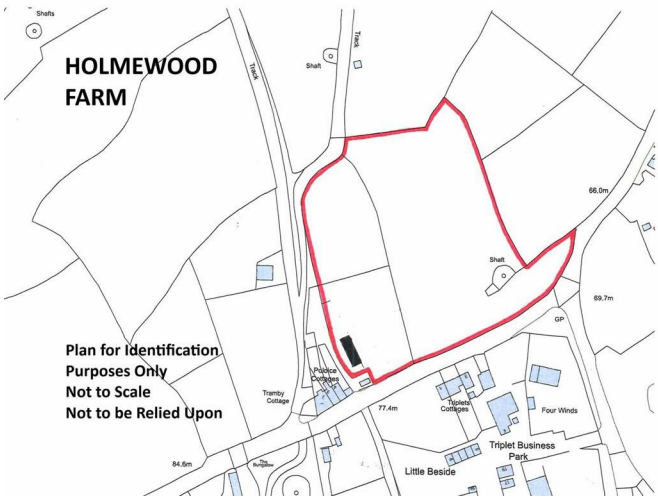 Shafts
HOLMEWOOD
FARM
Track
Track
Shaft
66.0m
Shaft
69.7m
GP
Plan for Identification
Purposes Only
Not to Scale
Not to be Relied Upon
Poldice
Cottages
Tramby
Cottage
77.4m
Triplets
Cottages
Four Winds
Triplet Business
Park
Little Beside
84.6m
The
Bungalow